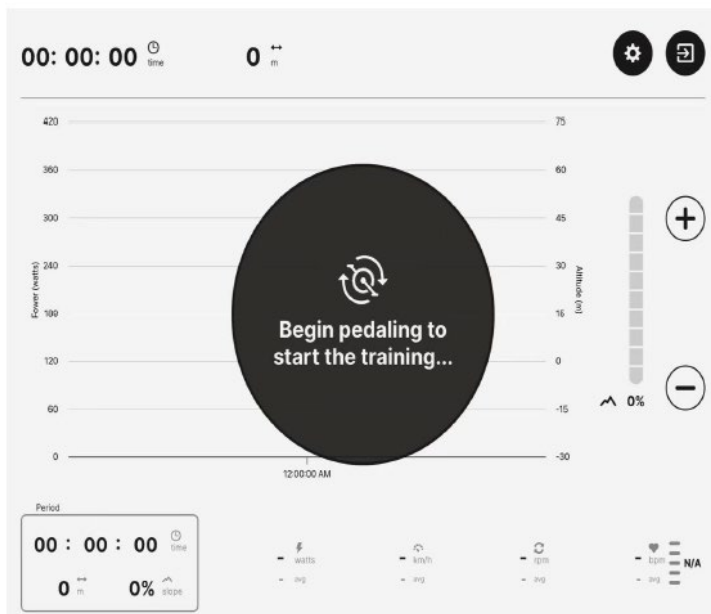 00: 00: 00 time
0 m
420
360
300
240
180
120
60
0
Power (watts)
75
60
45
30
15
0
-15
-30
Altitude (m)
12:00:00 AM
Begin pedaling to
start the training...
0%
Period
00 : 00 : 00 time
0 m 0% slope
- watts
- avg
- km/h
- avg
- rpm
- avg
- bpm
- avg
N/A